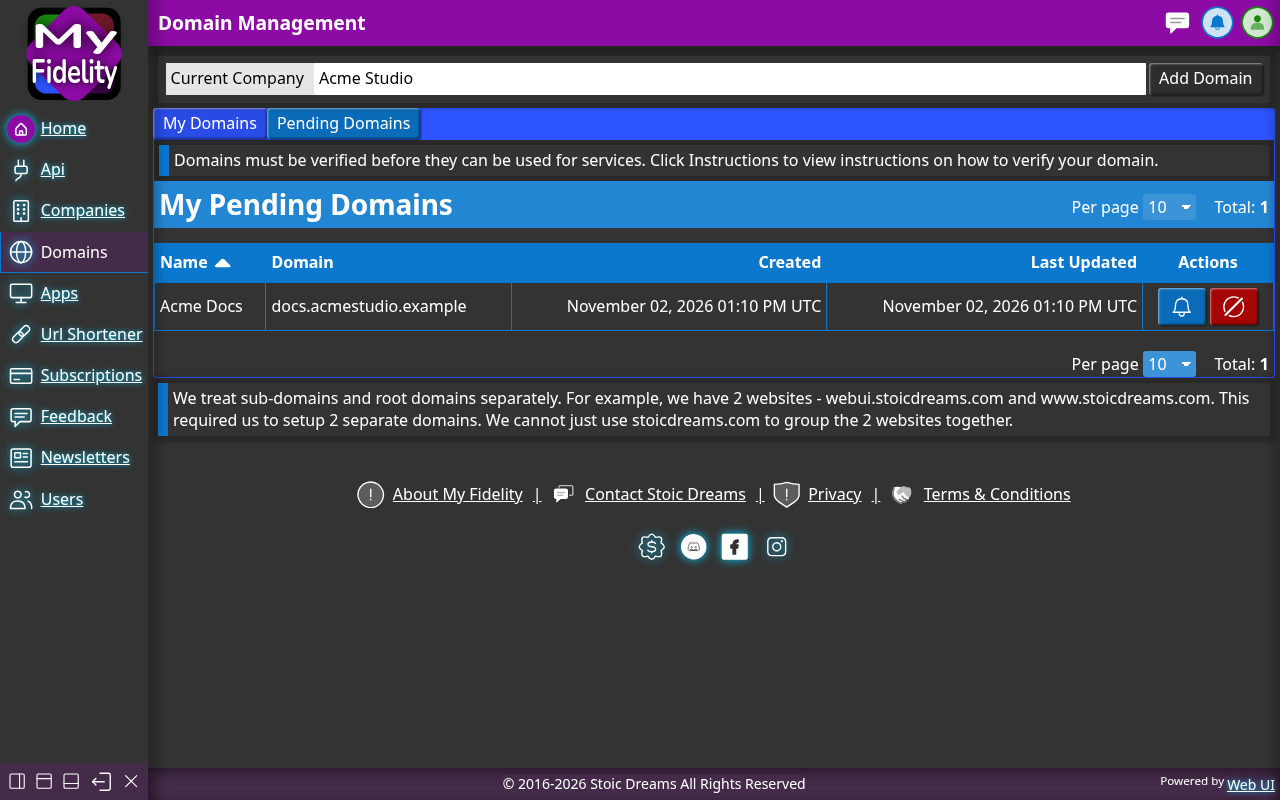 My
Fidelity
Domain Management
Home
Api
Companies
Domains
Apps
Url Shortener
Subscriptions
Feedback
Newsletters
Users
Current Company Acme Studio Add Domain
My Domains Pending Domains
Domains must be verified before they can be used for services. Click Instructions to view instructions on how to verify your domain.
My Pending Domains Per page 10 Total: 1
Name Domain Created Last Updated Actions
Acme Docs docs.acmestudio.example November 02, 2026 01:10 PM UTC November 02, 2026 01:10 PM UTC
Per page 10 Total: 1
We treat sub-domains and root domains separately. For example, we have 2 websites - webui.stoicdreams.com and www.stoicdreams.com. This
required us to setup 2 separate domains. We cannot just use stoicdreams.com to group the 2 websites together.
About My Fidelity | Contact Stoic Dreams | Privacy | Terms & Conditions
© 2016-2026 Stoic Dreams All Rights Reserved
Powered by Web UI